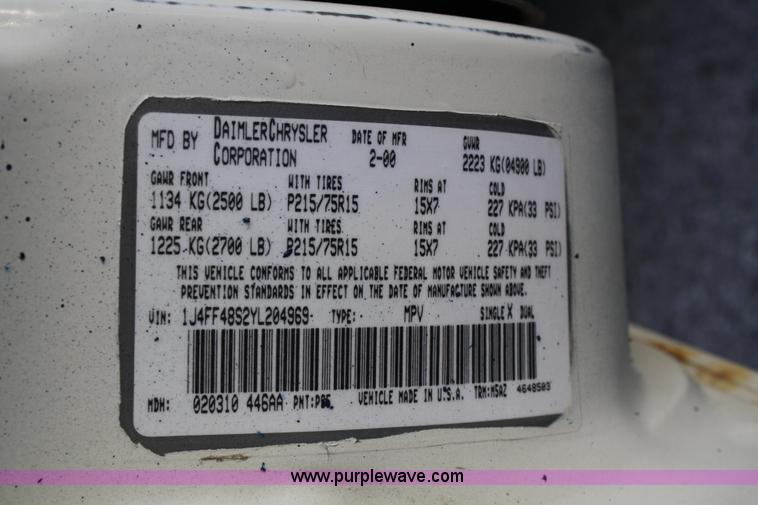 MFD BY DAIMLERCHRYSLER CORPORATION DATE OF MFR 2-00 GVWR 2223 KG(04900 LB)
GAWR FRONT WITH TIRES RIMS AT COLD
1134 KG(2500 LB) P215/75R15 15X7 227 KPA(33 PSI)
GAWR REAR WITH TIRES RIMS AT COLD
1225 KG(2700 LB) P215/75R15 15X7 227 KPA(33 PSI)
THIS VEHICLE CONFORMS TO ALL APPLICABLE FEDERAL MOTOR VEHICLE SAFETY AND THEFT
PREVENTION STANDARDS IN EFFECT ON THE DATE OF MANUFACTURE SHOWN ABOVE.
VIN: 1J4FF48S2YL204969 TYPE: MPV SINGLE X DUAL
MDH: 020310 446AA PNT: VEHICLE MADE IN U.S.A. TRM:M5AZ 4648503
www.purplewave.com